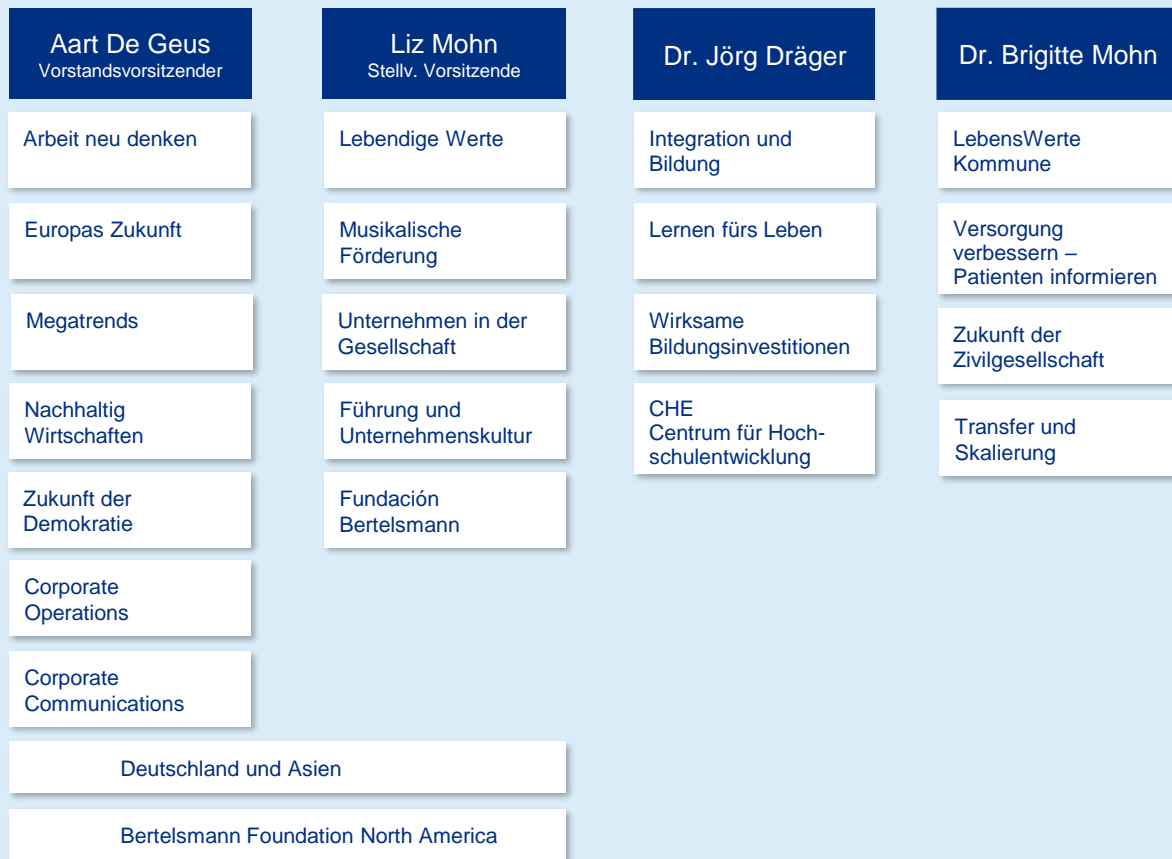 Aart De Geus
Vorstandsvorsitzender
Arbeit neu denken
Europas Zukunft
Megatrends
Nachhaltig
Wirtschaften
Zukunft der
Demokratie
Corporate
Operations
Corporate
Communications
Liz Mohn
Stellv. Vorsitzende
Lebendige Werte
Musikalische
Förderung
Unternehmen in der
Gesellschaft
Führung und
Unternehmenskultur
Fundación
Bertelsmann
Deutschland und Asien
Bertelsmann Foundation North America
Dr. Jörg Dräger
Integration und
Bildung
Lernen fürs Leben
Wirksame
Bildungsinvestitionen
CHE
Centrum für Hoch-
schulentwicklung
Dr. Brigitte Mohn
LebensWerte
Kommune
Versorgung
verbessern –
Patienten informieren
Zukunft der
Zivilgesellschaft
Transfer und
Skalierung